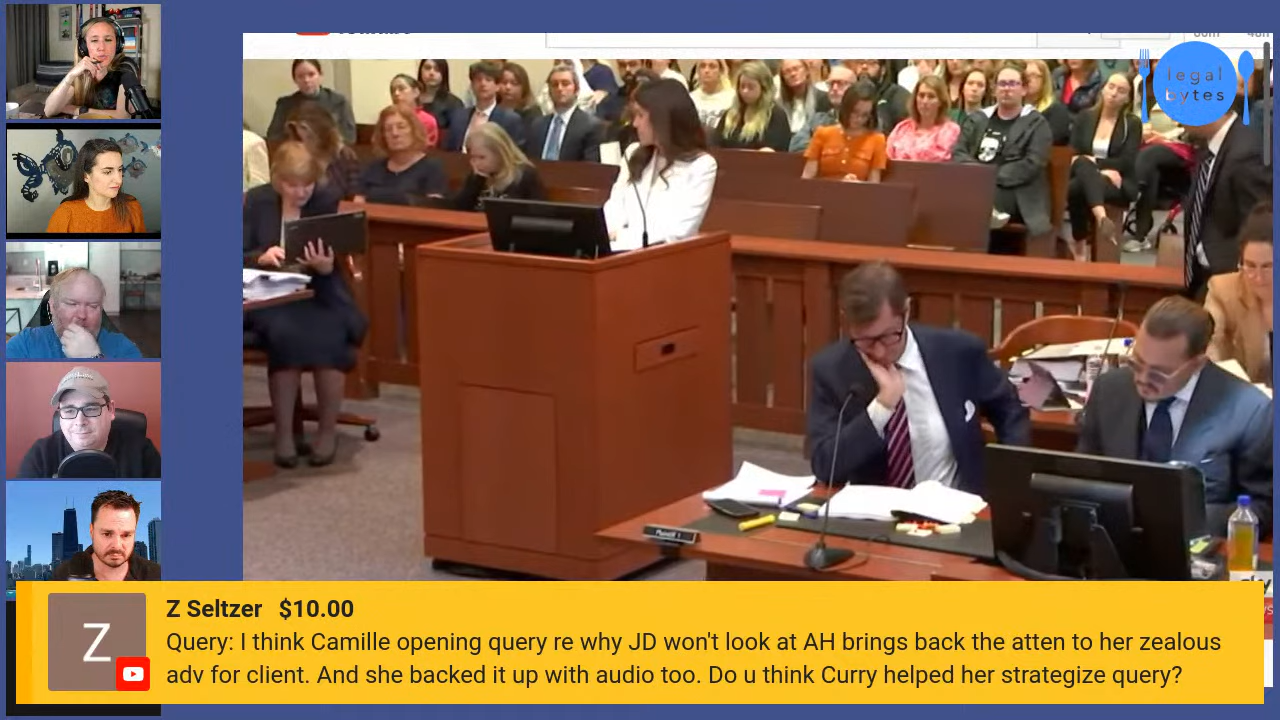 legal
bytes
Z Seltzer $10.00
Query: I think Camille opening query re why JD won't look at AH brings back the atten to her zealous
adv for client. And she backed it up with audio too. Do u think Curry helped her strategize query?
Z